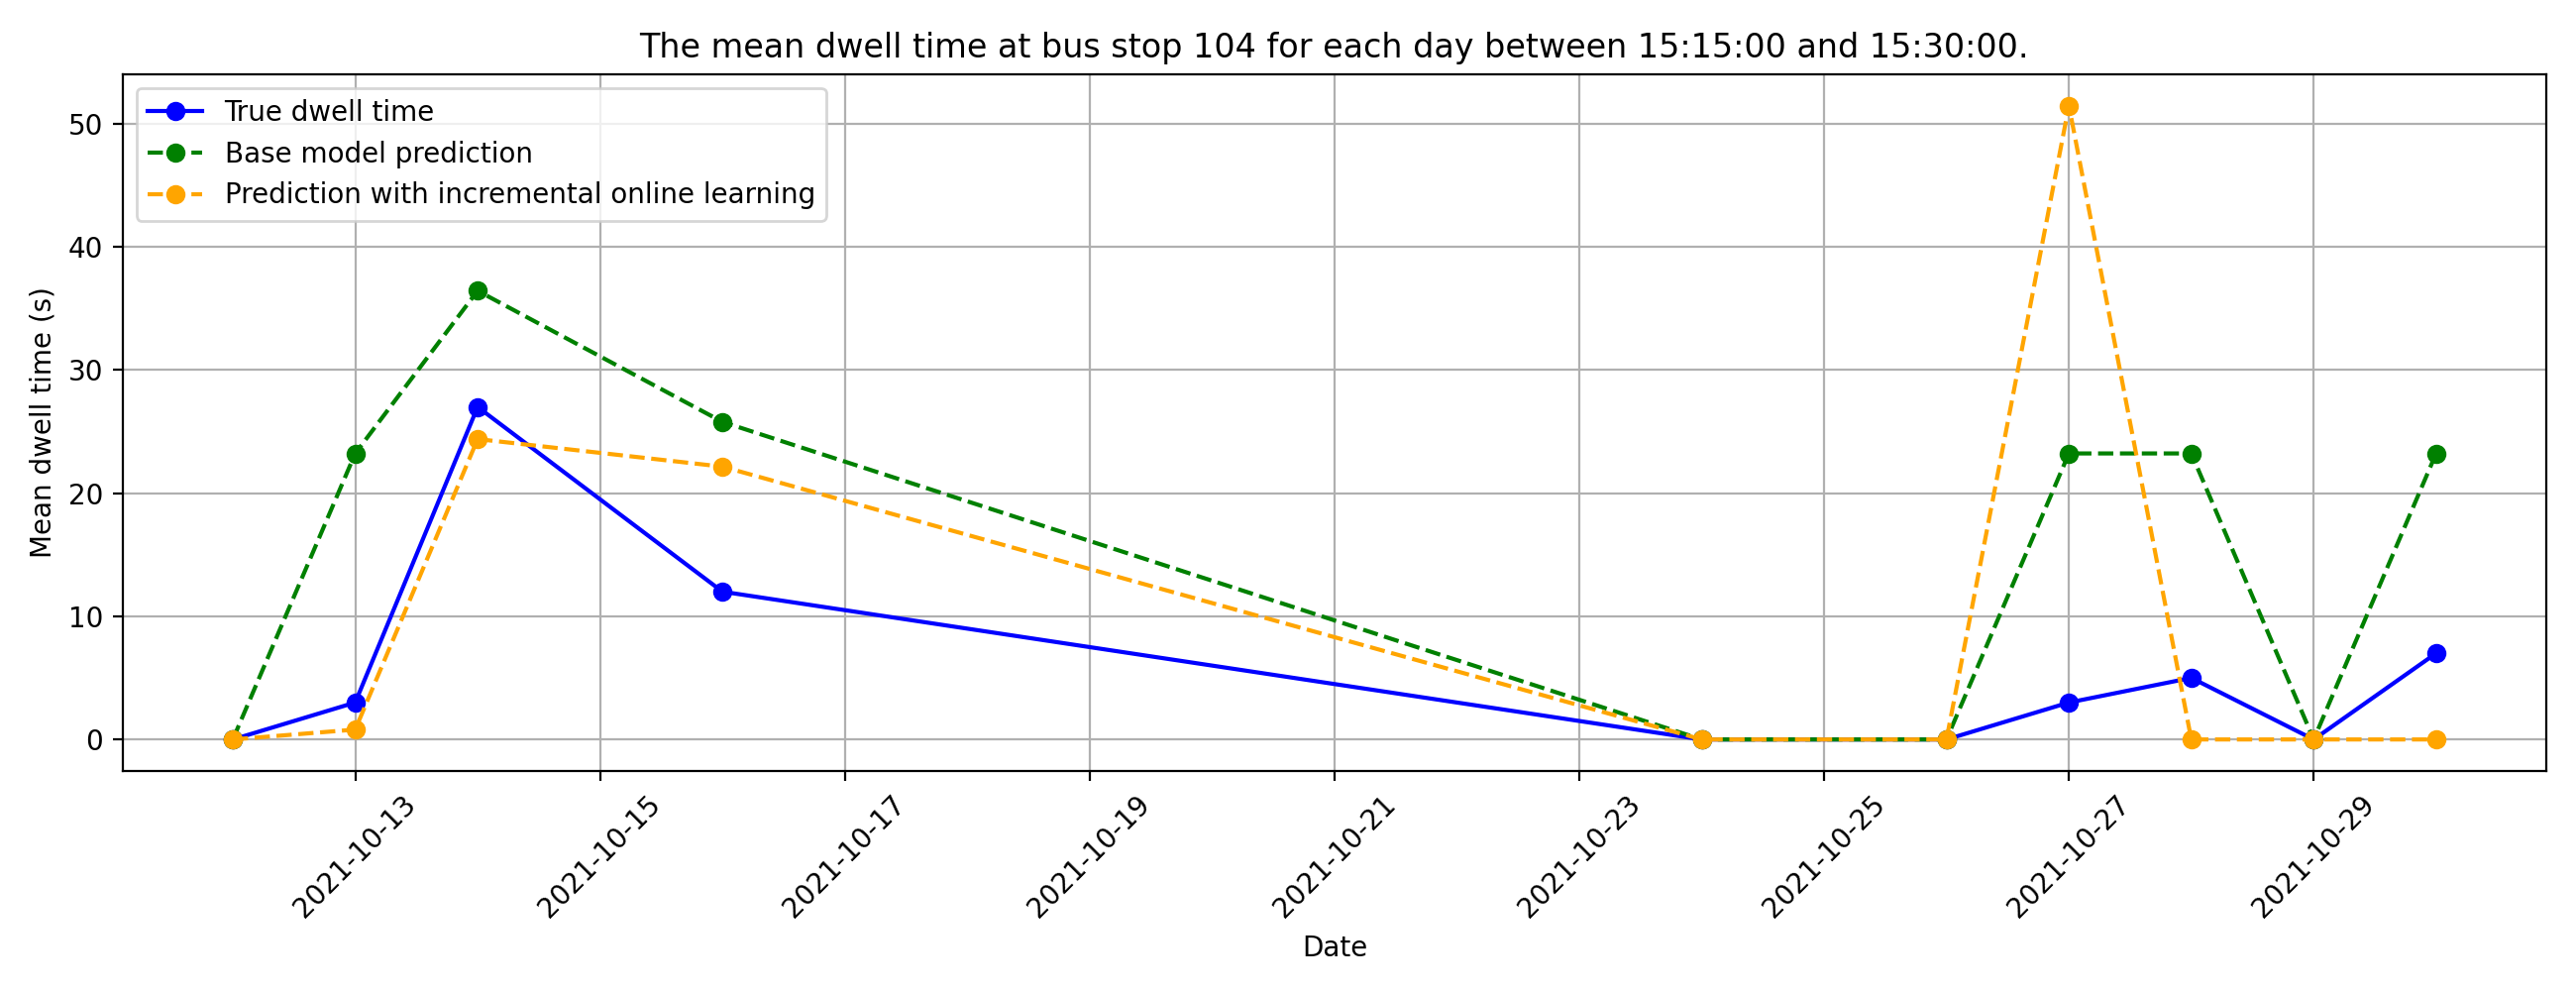 The mean dwell time at bus stop 104 for each day between 15:15:00 and 15:30:00.
True dwell time
Base model prediction
Prediction with incremental online learning
Mean dwell time (s)
50
40
30
20
10
0
2021-10-13
2021-10-15
2021-10-17
2021-10-19
2021-10-21
2021-10-23
2021-10-25
2021-10-27
2021-10-29
Date